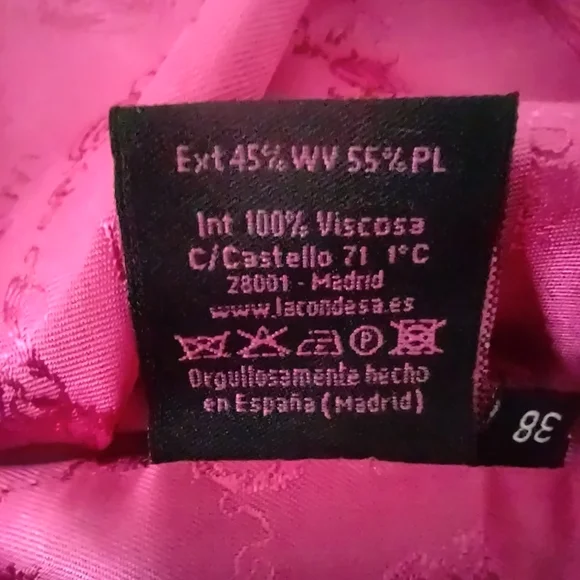 Ext 45% WV 55% PL
Int 100% Viscosa
C/Castello 71 1°C
28001 - Madrid
www.lacondesa.es
P
Orgullosamente hecho
en España (Madrid)
38